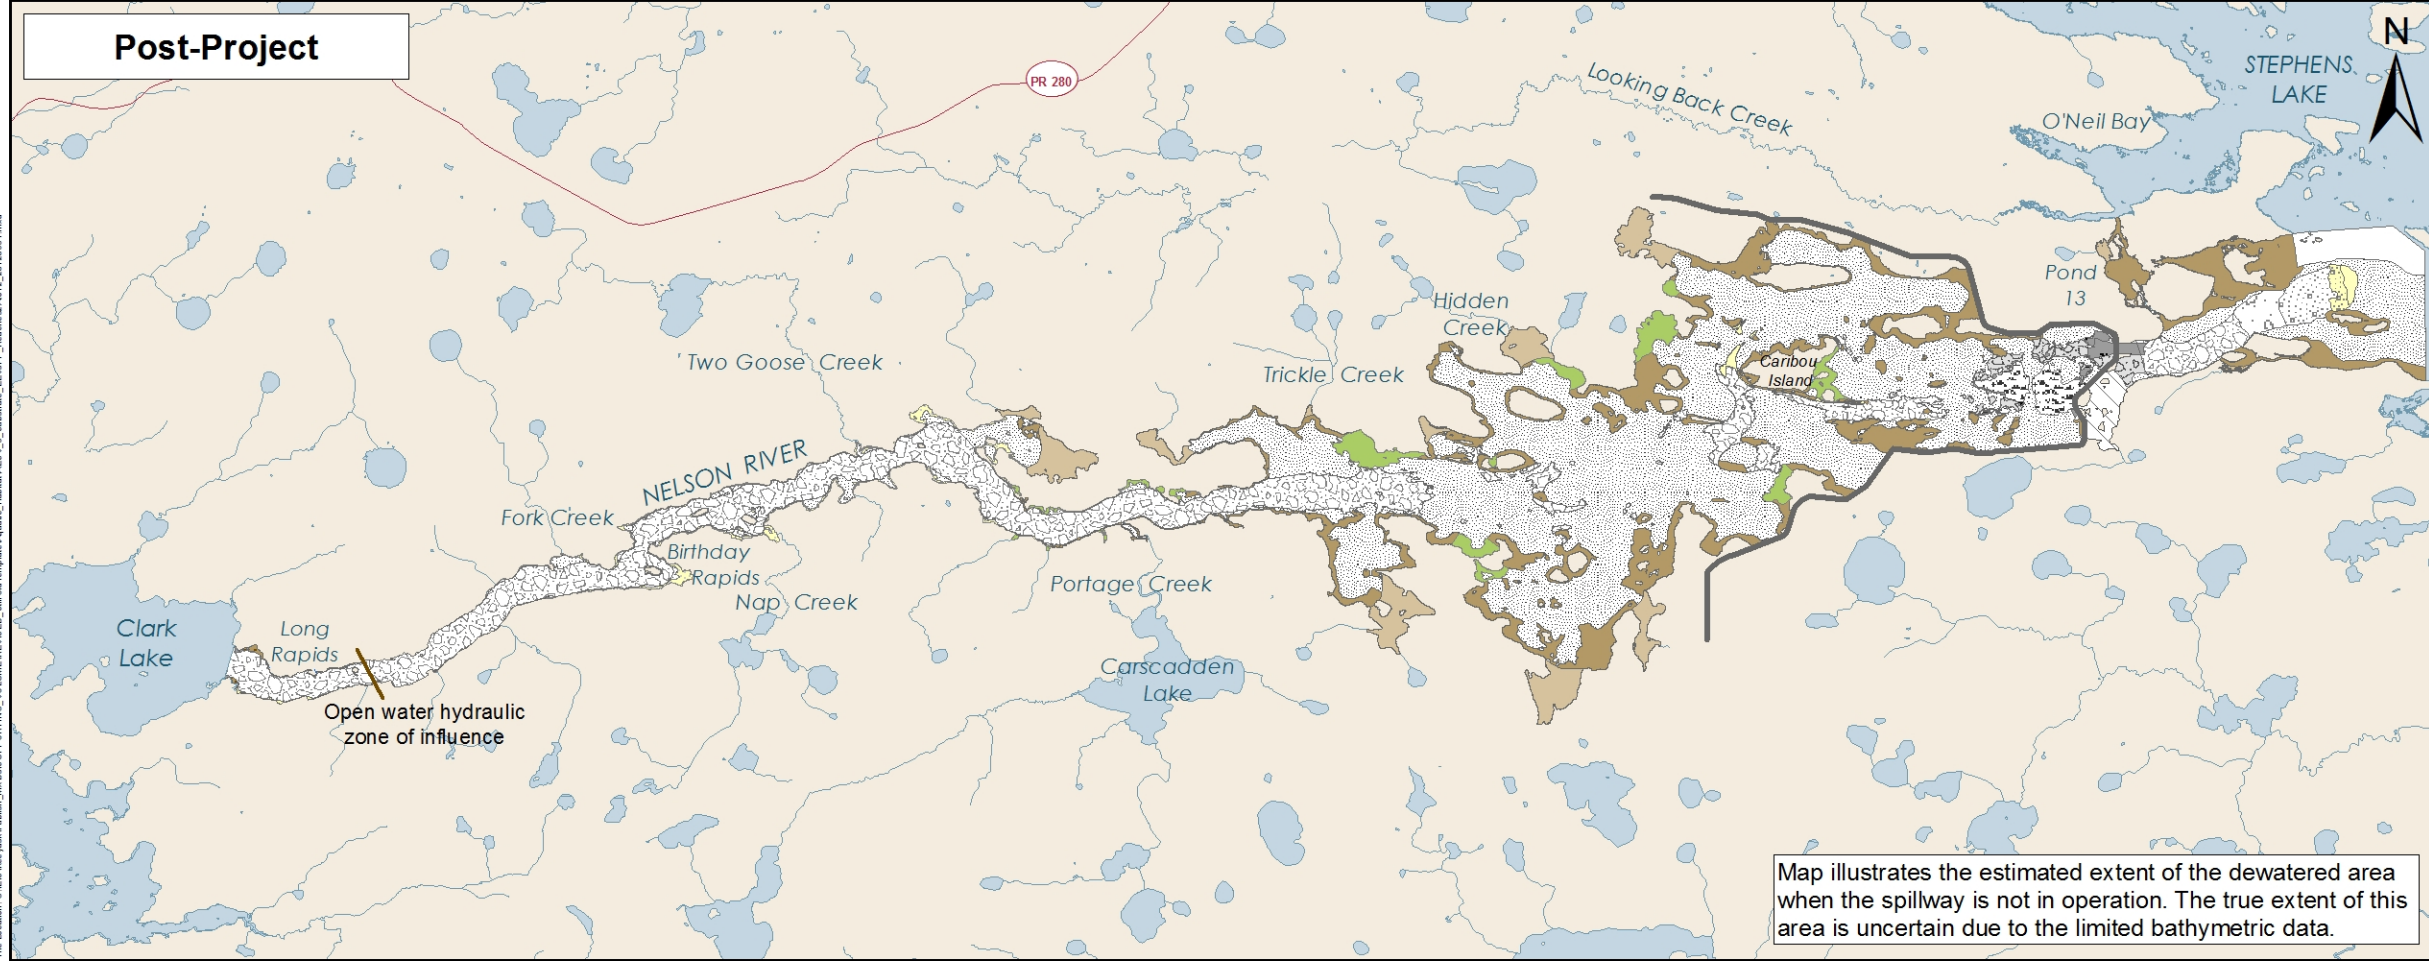 Post-Project
N
PR 280
STEPHENS
LAKE
Looking Back Creek
O'Neil Bay
Pond
13
Hidden
Creek
Two Goose Creek
Trickle Creek
Caribou
Island
NELSON RIVER
Fork Creek
Birthday
Rapids
Nap Creek
Portage Creek
Clark
Lake
Long
Rapids
Carscadden
Lake
Open water hydraulic
zone of influence
Map illustrates the estimated extent of the dewatered area
when the spillway is not in operation. The true extent of this
area is uncertain due to the limited bathymetric data.